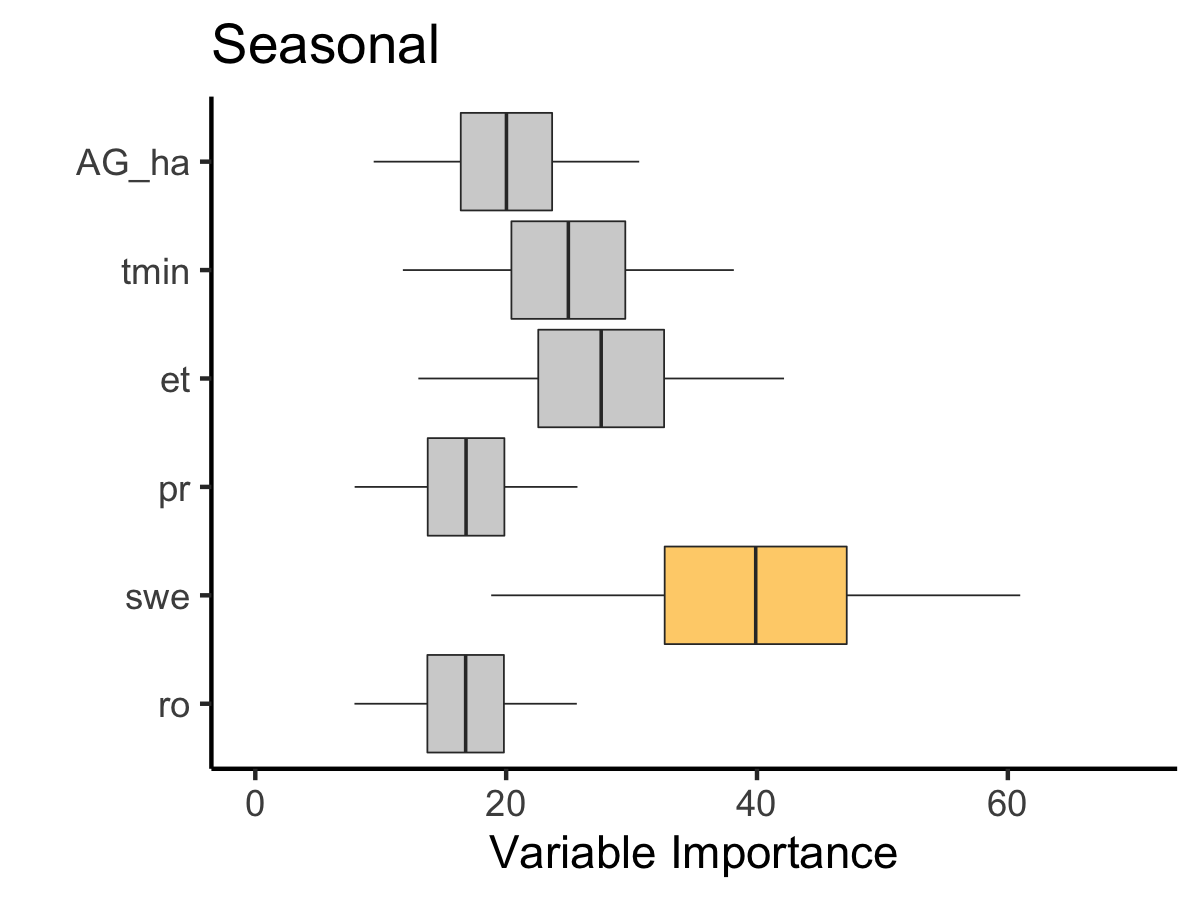 Seasonal
AG_ha
tmin
et
pr
swe
ro
0 20 40 60
Variable Importance